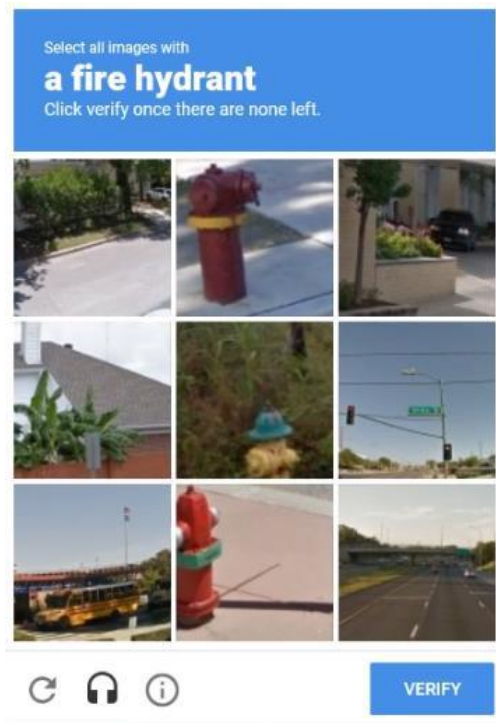 Select all images with
a fire hydrant
Click verify once there are none left.
VERIFY